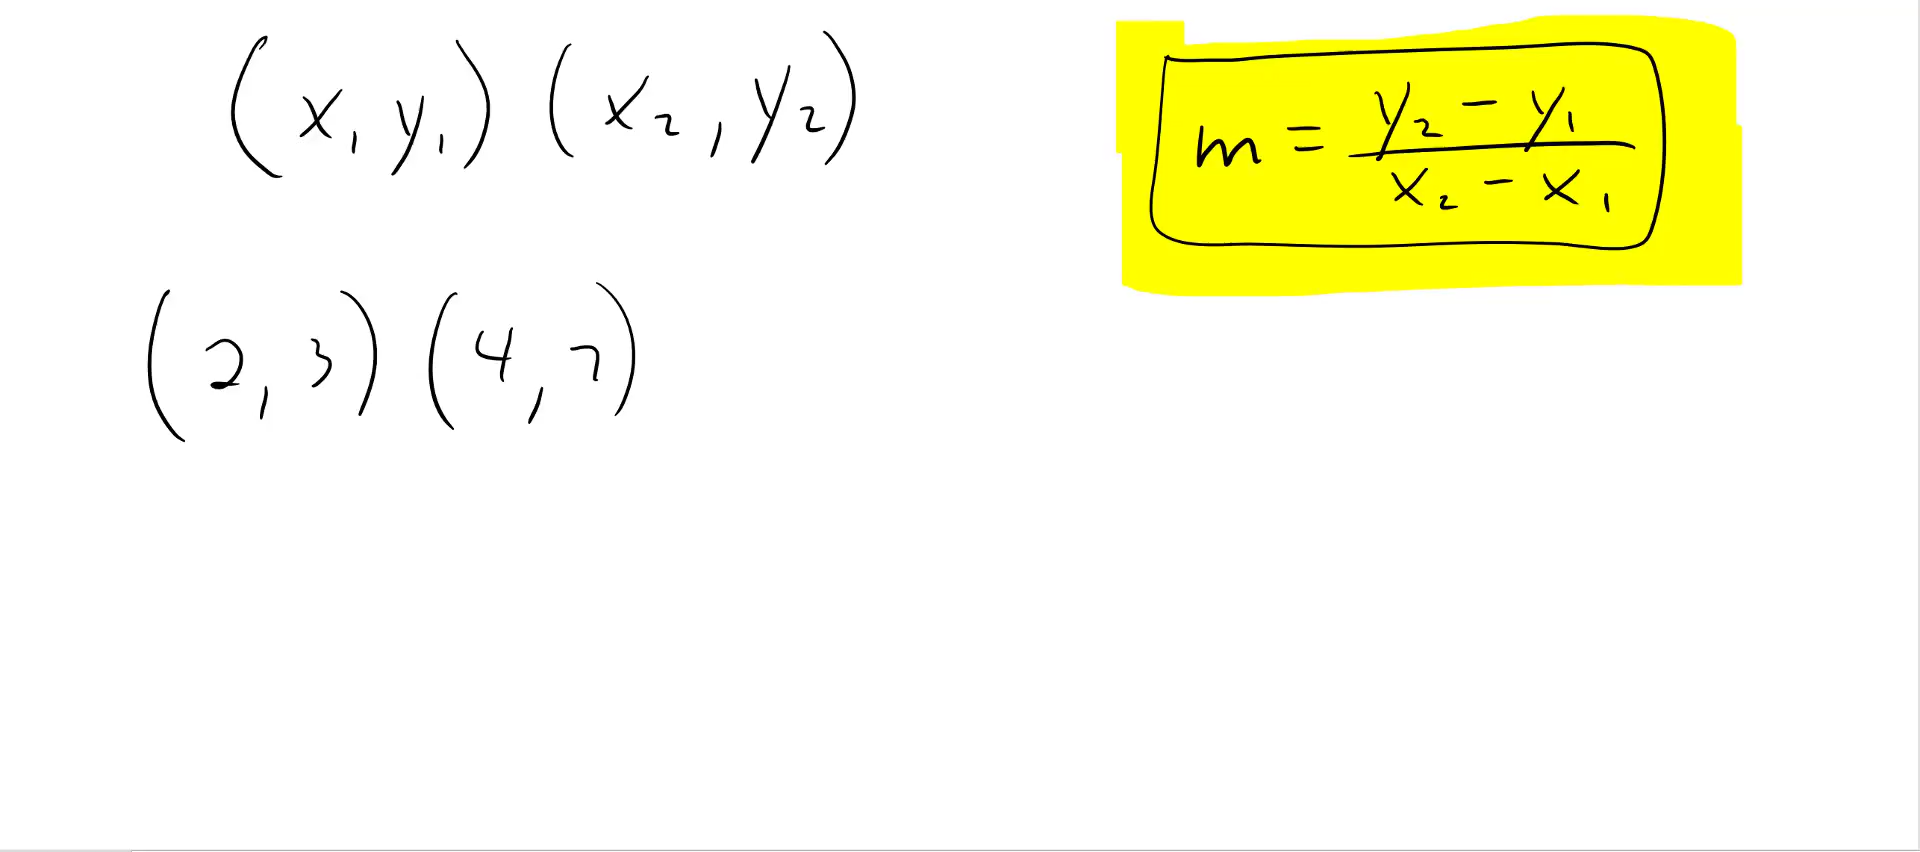 (x₁ y₁) (x₂, y₂)
m = (y₂ - y₁) / (x₂ - x₁)
(2, 3) (4, 7)